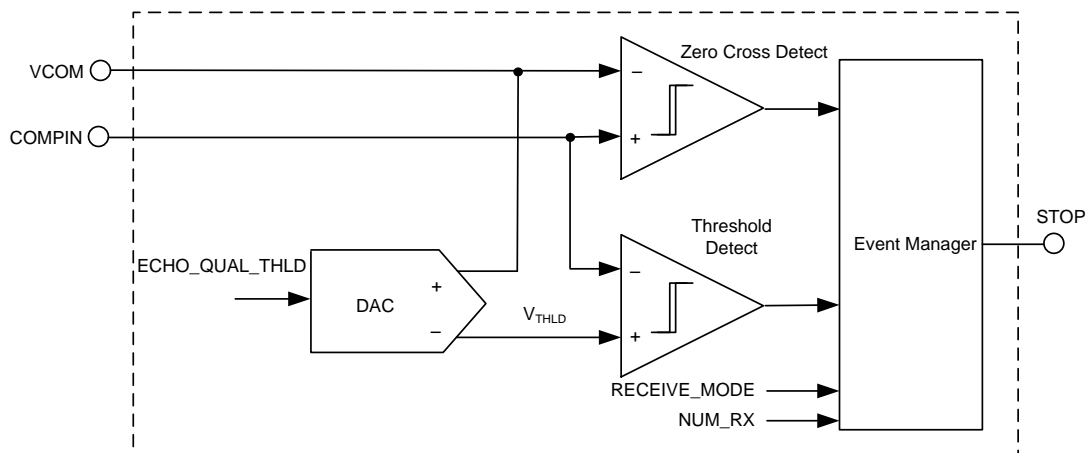 Zero Cross Detect
VCOM
−
COMPIN
+
STOP
Threshold
Detect
Event Manager
ECHO_QUAL_THLD
−
+
DAC
−
VTHLD
+
RECEIVE_MODE
NUM_RX